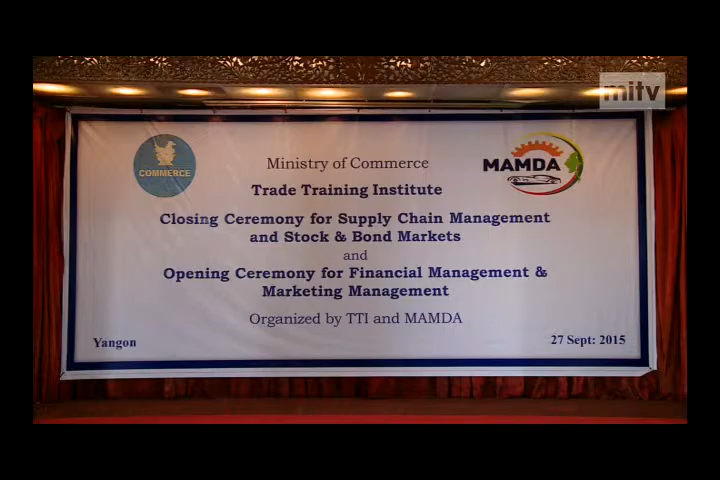 mitv
COMMERCE
MAMDA
Ministry of Commerce
Trade Training Institute
Closing Ceremony for Supply Chain Management
and Stock & Bond Markets
and
Opening Ceremony for Financial Management &
Marketing Management
Organized by TTI and MAMDA
Yangon
27 Sept: 2015